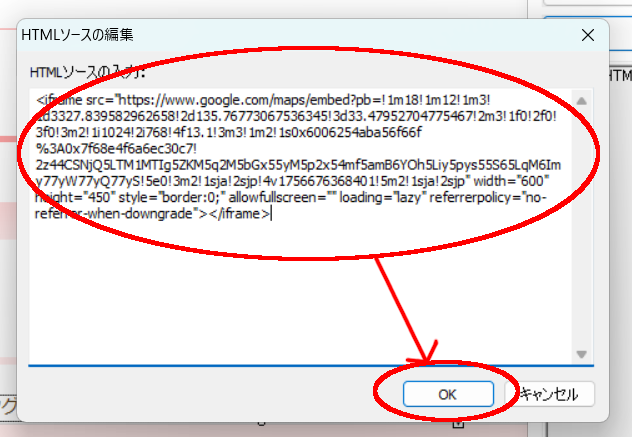 HTMLソースの編集
HTMLソースの入力:
<iframe src="https://www.google.com/maps/embed?pb=!1m18!1m12!1m3!
1d3327.839582962658!2d135.76773067536345!3d33.47952704775467!2m3!1f0!2f0!
3f0!3m2!1i1024!2i768!4f13.1!3m3!1m2!1s0x6006254aba56f66f
%3A0x7f68e4f6a6ec30c7!
2z44CSNjQ5LTM1MTIg5ZKM5q2M5bGx55yM5p2x54mf5amB6YOh5Liy5pys55S65LqM6Im
y77yW77yQ77yS!5e0!3m2!1sja!2sjp!4v1756676368401!5m2!1sja!2sjp" width="600"
height="450" style="border:0;" allowfullscreen="" loading="lazy" referrerpolicy="no-
referrer-when-downgrade"></iframe>
OK
キャンセル